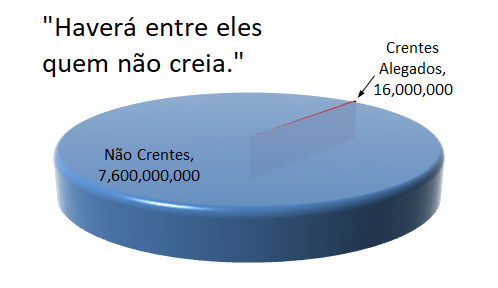 "Haverá entre eles
quem não creia."
Crentes
Alegados,
16,000,000
Não Crentes,
7,600,000,000